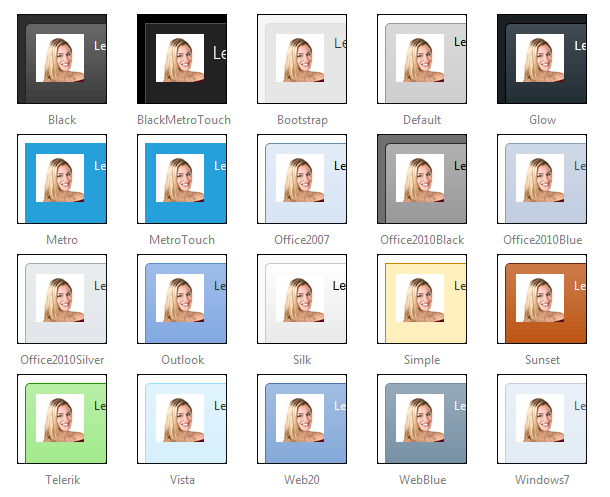 Le Le Le Le Le
Black BlackMetroTouch Bootstrap Default Glow
Le Le Le Le Le
Metro MetroTouch Office2007 Office2010Black Office2010Blue
Le Le Le Le Le
Office2010Silver Outlook Silk Simple Sunset
Le Le Le Le Le
Telerik Vista Web20 WebBlue Windows7